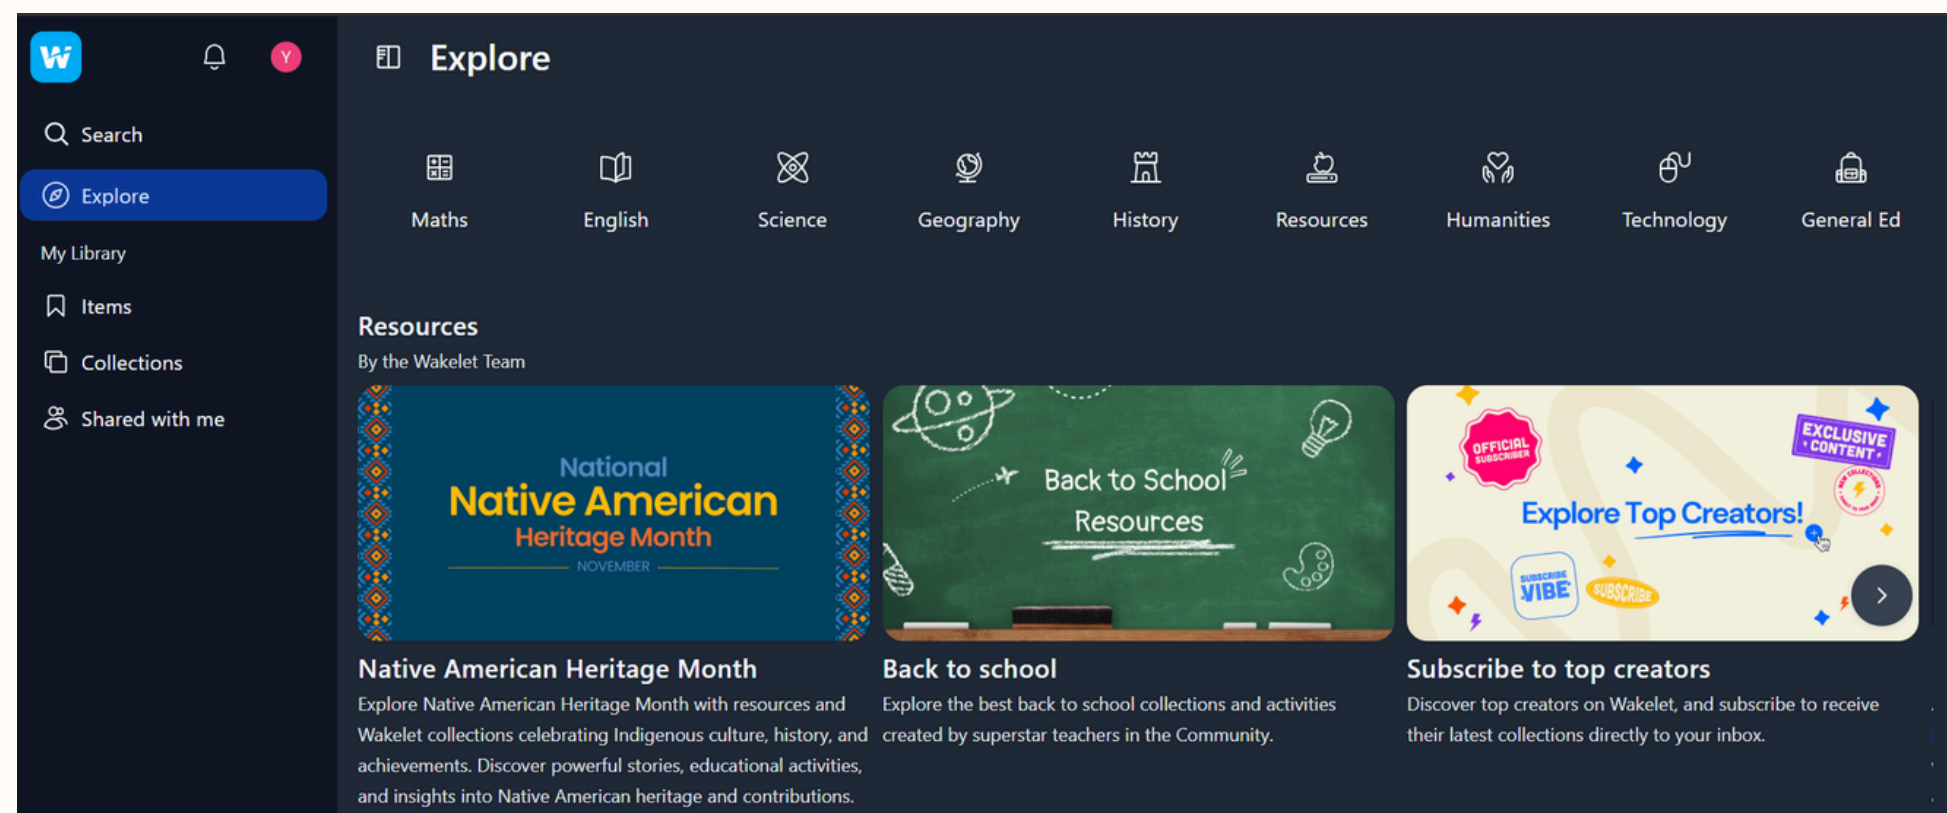 W
Y
Explore
Search
Explore
My Library
Items
Collections
Shared with me
Maths
English
Science
Geography
History
Resources
Humanities
Technology
General Ed
Resources
By the Wakelet Team
National
Native American
Heritage Month
NOVEMBER
Native American Heritage Month
Explore Native American Heritage Month with resources and
Wakelet collections celebrating Indigenous culture, history, and
achievements. Discover powerful stories, educational activities,
and insights into Native American heritage and contributions.
Back to School
Resources
Back to school
Explore the best back to school collections and activities
created by superstar teachers in the Community.
OFFICIAL
SUBSCRIBER
EXCLUSIVE
• CONTENT •
Explore Top Creators!
SUBSCRIBE
VIBE
SUBSCRIBE
Subscribe to top creators
Discover top creators on Wakelet, and subscribe to receive
their latest collections directly to your inbox.